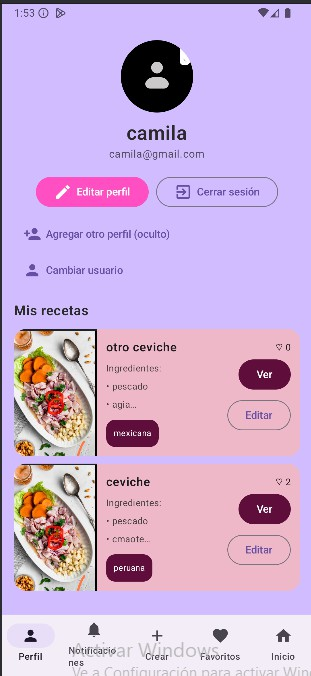 1:53
camila
camila@gmail.com
Editar perfil
Cerrar sesión
Agregar otro perfil (oculto)
Cambiar usuario
Mis recetas
otro ceviche
0
Ingredientes:
• pescado
• agia...
mexicana
Ver
Editar
ceviche
2
Ingredientes:
• pescado
• cmaote...
peruana
Ver
Editar
Perfil
Notificacio
nes
Crear
Favoritos
Inicio
Activar Windows
Ve a Configuración para activar Win